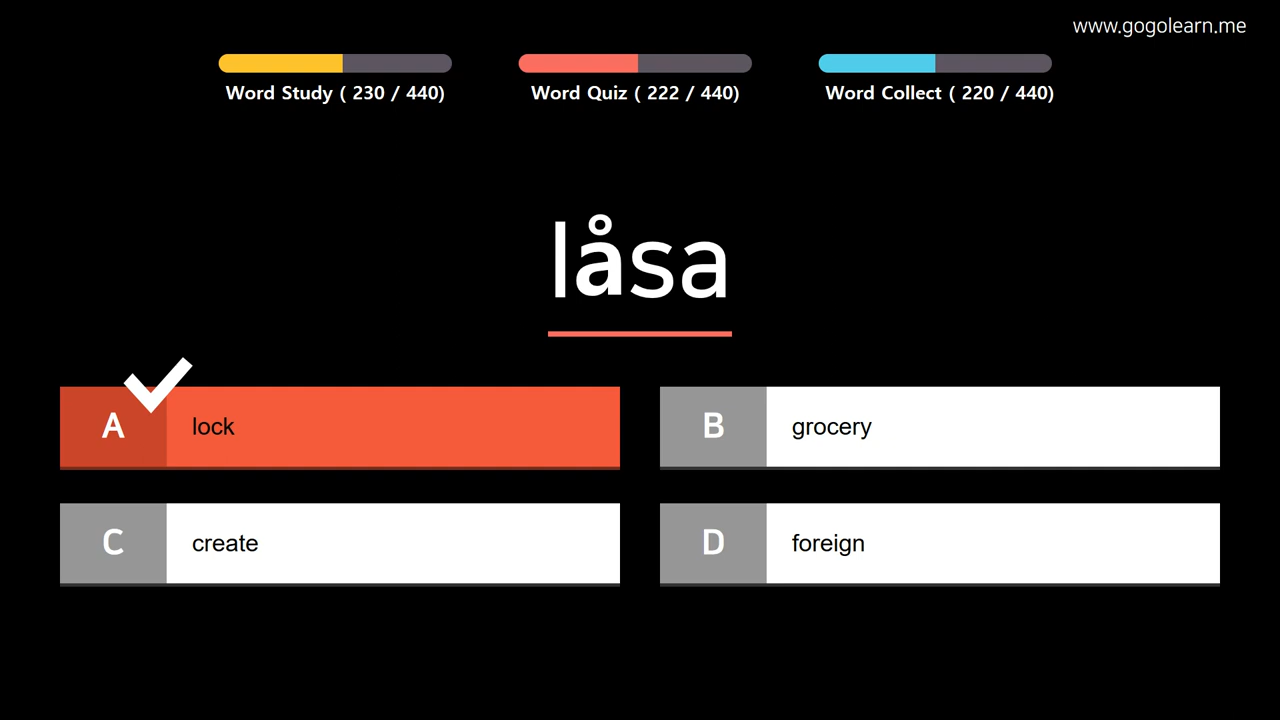 www.gogolearn.me
Word Study ( 230 / 440)
Word Quiz ( 222 / 440)
Word Collect ( 220 / 440)
låsa
A lock
B grocery
C create
D foreign